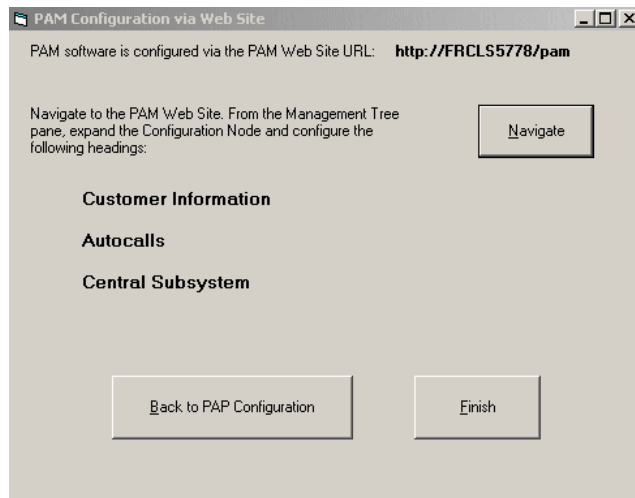 PAM Configuration via Web Site
PAM software is configured via the PAM Web Site URL: http://FRCLS5778/pam
Navigate to the PAM Web Site. From the Management Tree
pane, expand the Configuration Node and configure the
following headings:
Navigate
Customer Information
Autocalls
Central Subsystem
Back to PAP Configuration
Finish